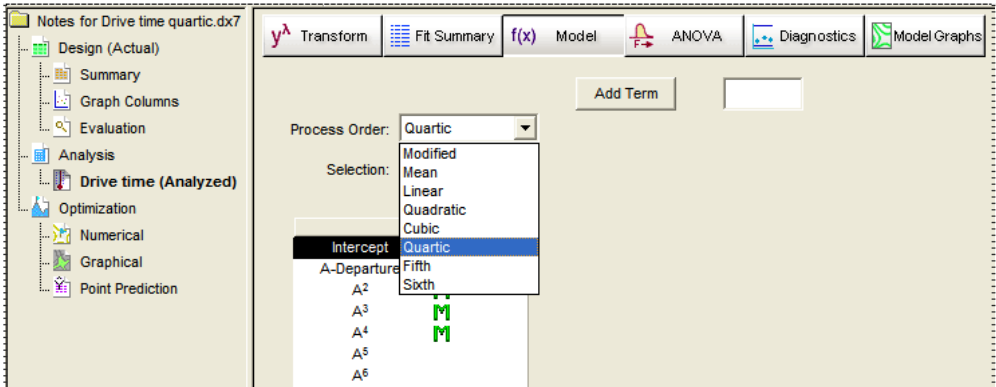 Notes for Drive time quartic.dx7
Design (Actual)
Summary
Graph Columns
Evaluation
Analysis
Drive time (Analyzed)
Optimization
Numerical
Graphical
Point Prediction
yλ Transform
Fit Summary
f(x) Model
F ANOVA
Diagnostics
Model Graphs
Add Term
Process Order: Quartic
Selection:
Modified
Mean
Linear
Quadratic
Cubic
Quartic
Fifth
Sixth
Intercept
A-Departure
A²
A³ M
A⁴ M
A⁵
A⁶